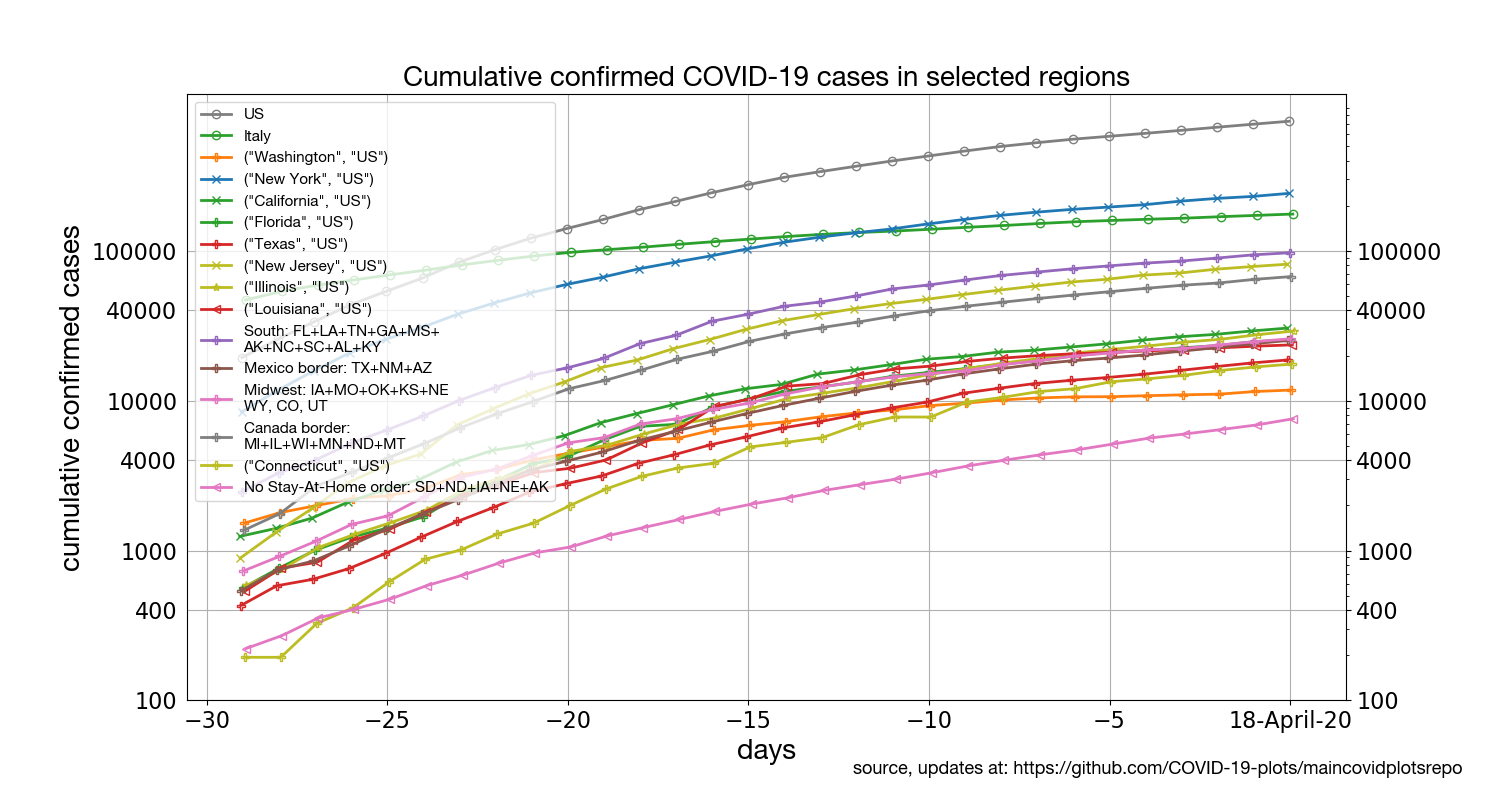 Cumulative confirmed COVID-19 cases in selected regions
US
Italy
("Washington", "US")
("New York", "US")
("California", "US")
("Florida", "US")
("Texas", "US")
("New Jersey", "US")
("Illinois", "US")
("Louisiana", "US")
South: FL+LA+TN+GA+MS+
AK+NC+SC+AL+KY
Mexico border: TX+NM+AZ
Midwest: IA+MO+OK+KS+NE
WY, CO, UT
Canada border:
MI+IL+WI+MN+ND+MT
("Connecticut", "US")
No Stay-At-Home order: SD+ND+IA+NE+AK
cumulative confirmed cases
100000
40000
10000
4000
1000
400
100
100000
40000
10000
4000
1000
400
100
−30 −25 −20 −15 −10 −5 18-April-20
days
source, updates at: https://github.com/COVID-19-plots/maincovidplotsrepo